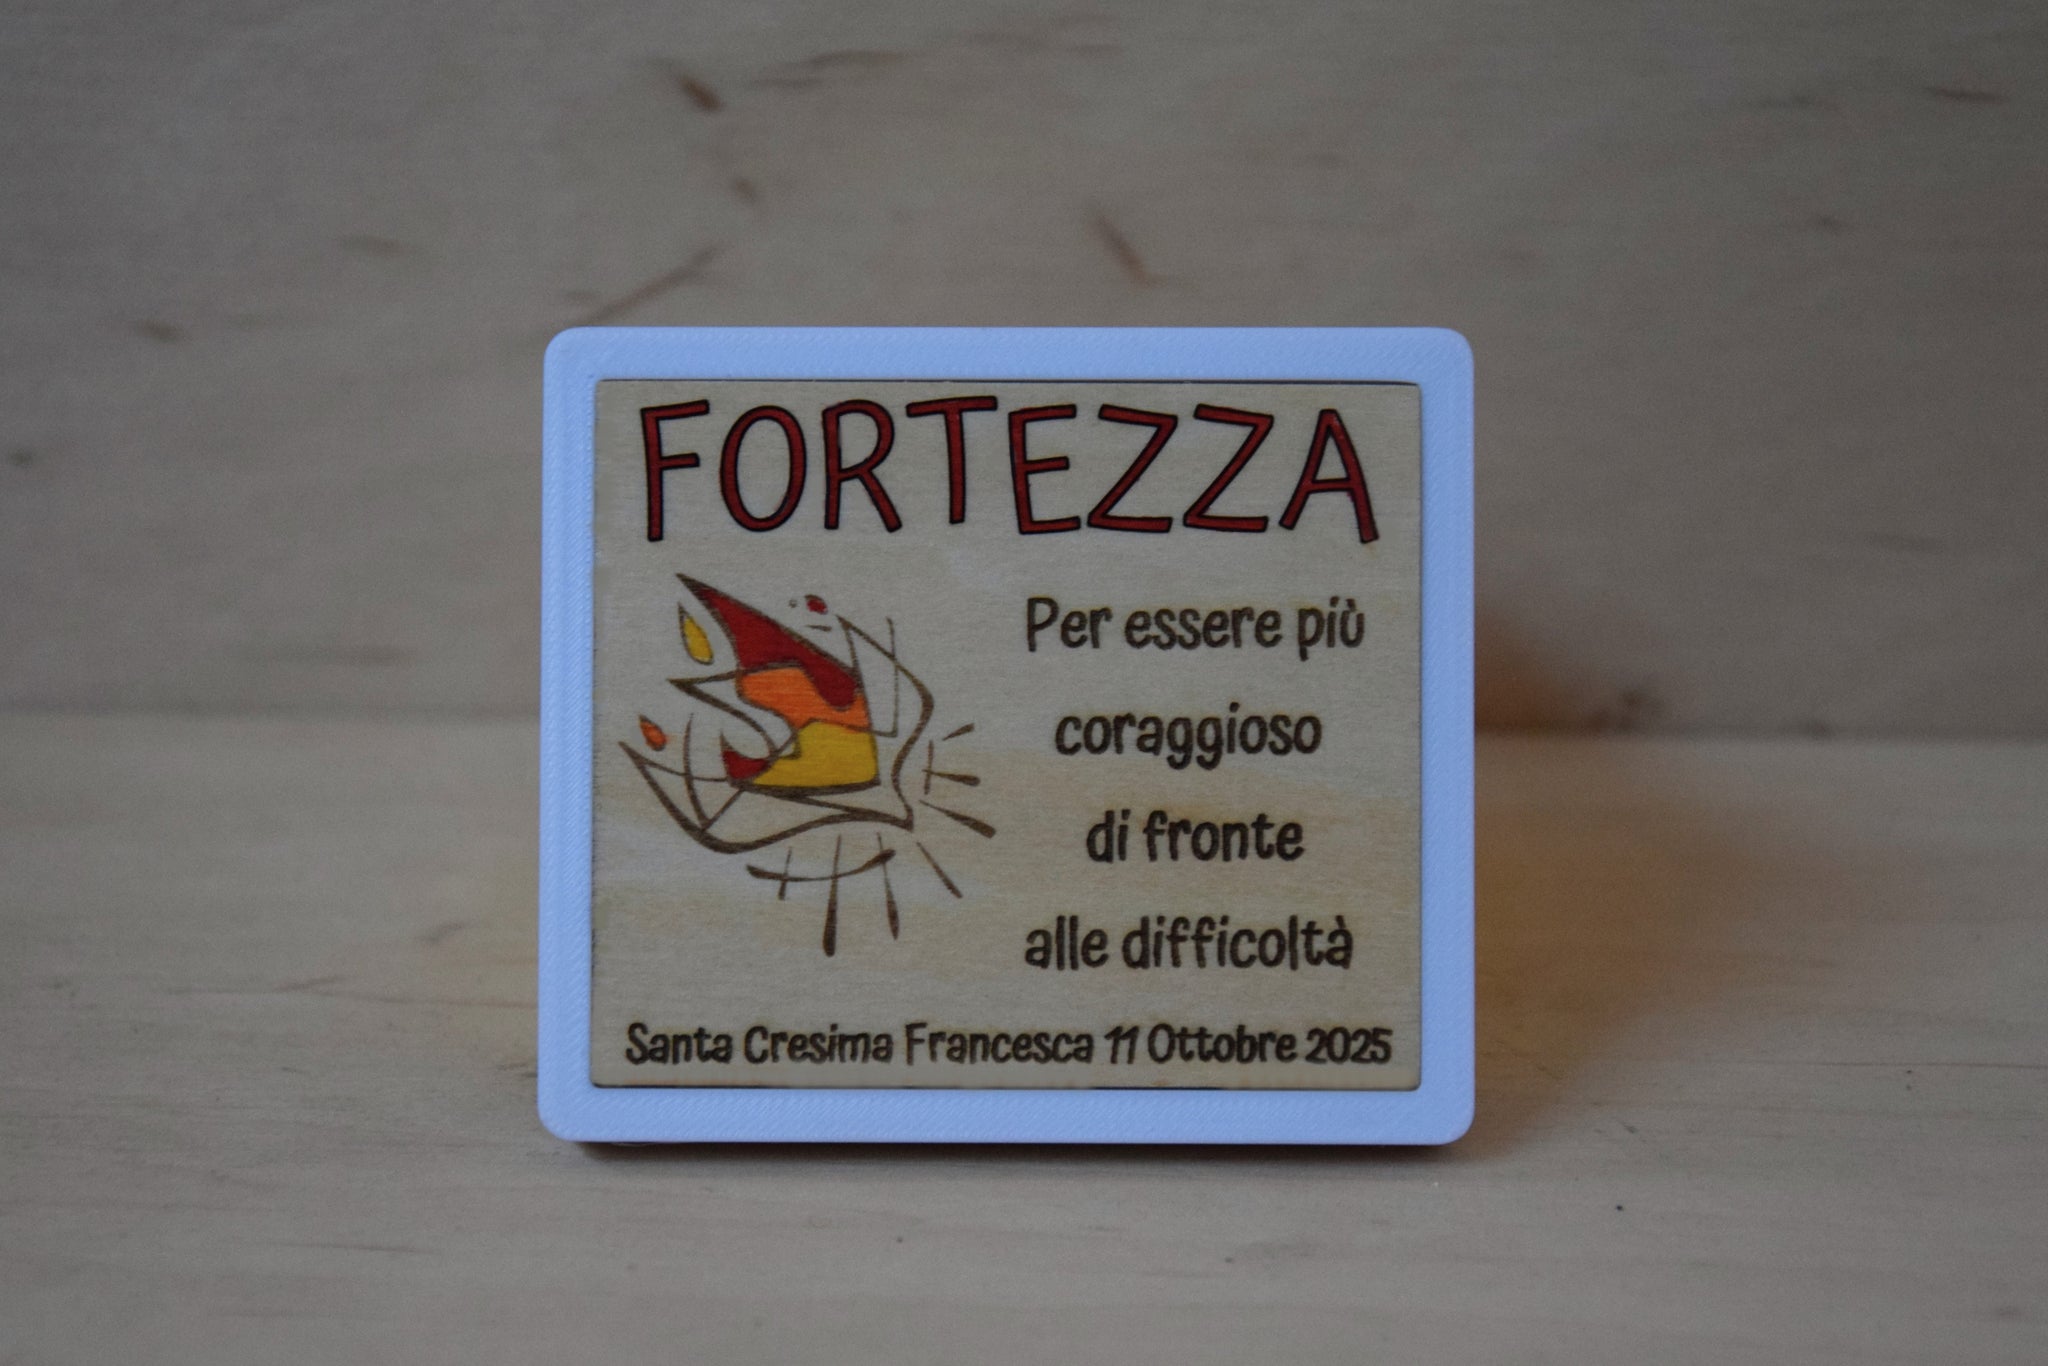 FORTEZZA
Per essere più
coraggioso
di fronte
alle difficoltà
Santa Cresima Francesca 11 Ottobre 2025